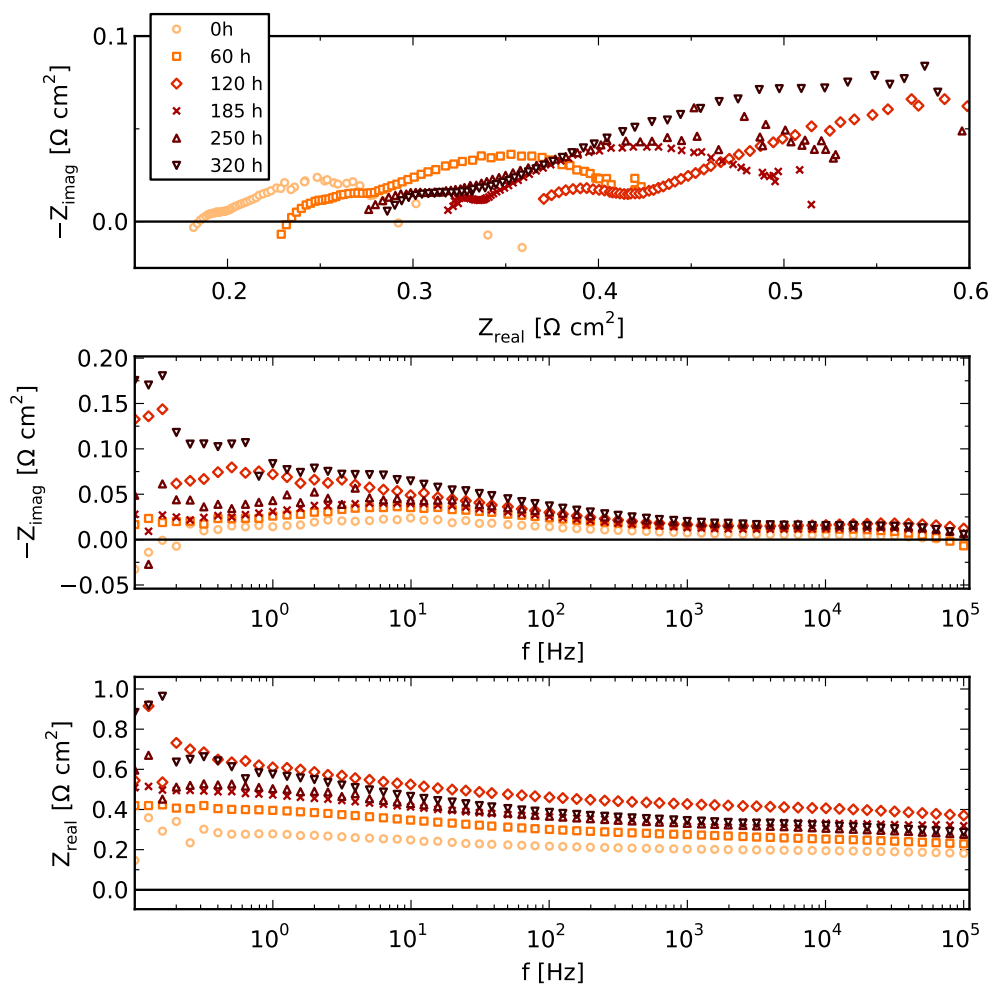 0h
60 h
120 h
185 h
250 h
320 h
0.1
0.0
−Z_imag [Ω cm²]
0.2 0.3 0.4 0.5 0.6
Z_real [Ω cm²]
0.20
0.15
0.10
0.05
0.00
−0.05
−Z_imag [Ω cm²]
10⁰ 10¹ 10² 10³ 10⁴ 10⁵
f [Hz]
1.0
0.8
0.6
0.4
0.2
0.0
Z_real [Ω cm²]
10⁰ 10¹ 10² 10³ 10⁴ 10⁵
f [Hz]